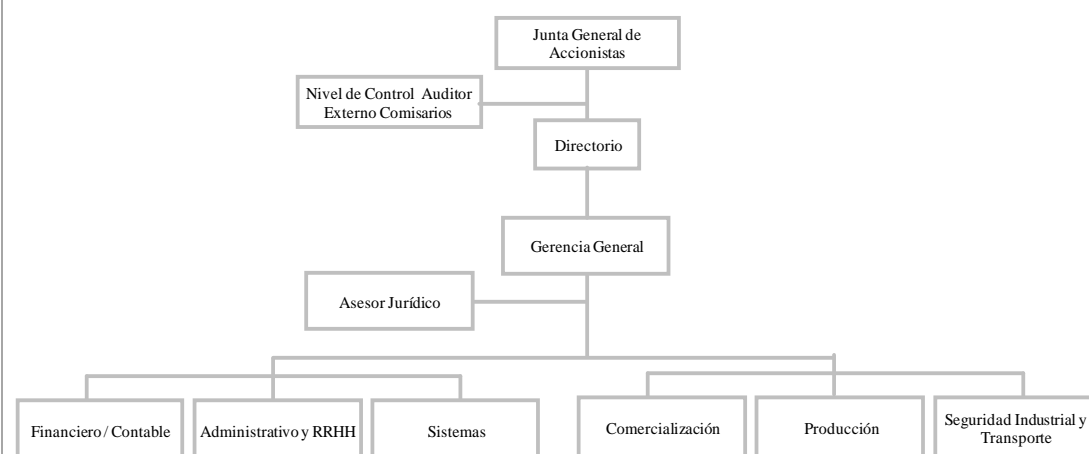 Junta General de
Accionistas
Nivel de Control Auditor
Externo Comisarios
Directorio
Gerencia General
Asesor Jurídico
Financiero / Contable
Administrativo y RRHH
Sistemas
Comercialización
Producción
Seguridad Industrial y
Transporte